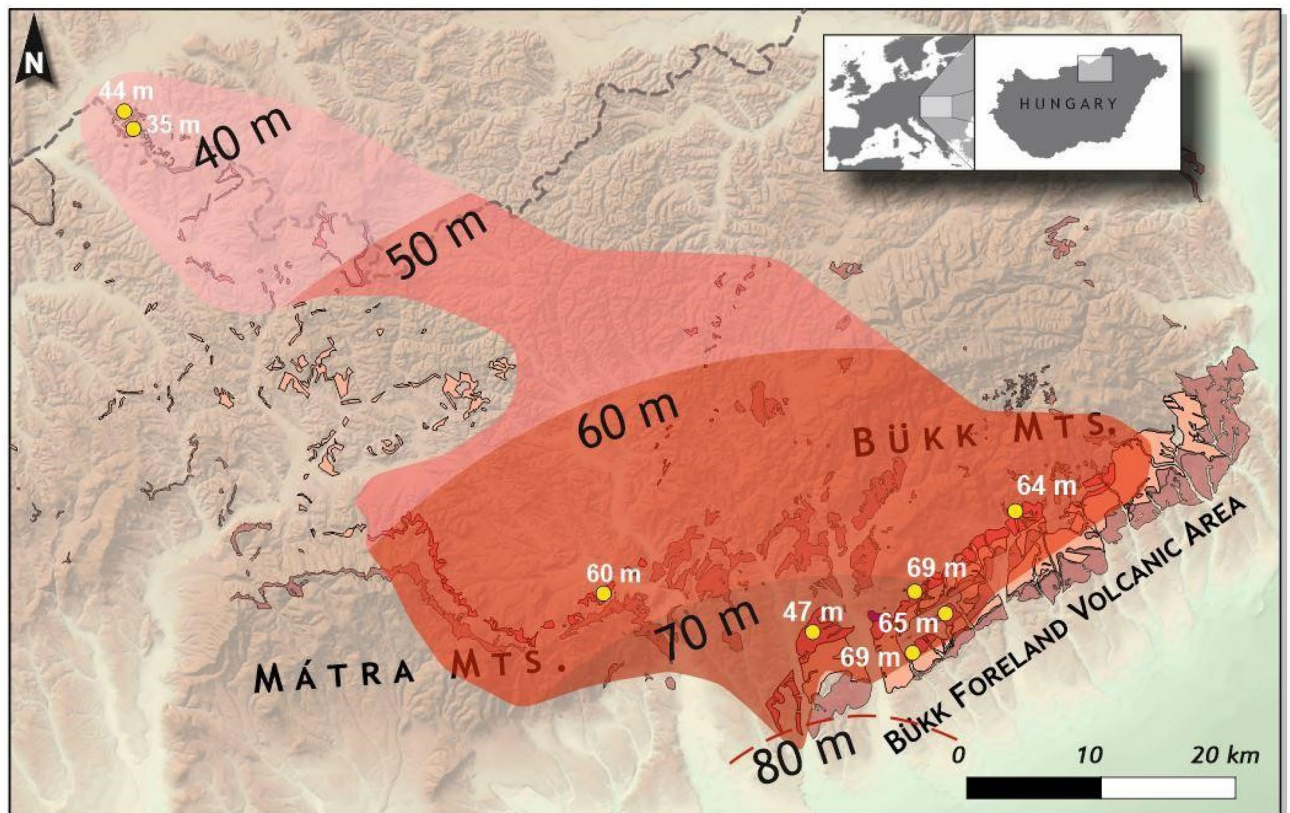 N
44 m
35 m
40 m
HUNGARY
50 m
60 m
BÜKK MTS.
64 m
60 m
69 m
47 m
65 m
70 m
69 m
MÁTRA MTS.
BÜKK FORELAND VOLCANIC AREA
80 m
0 10 20 km